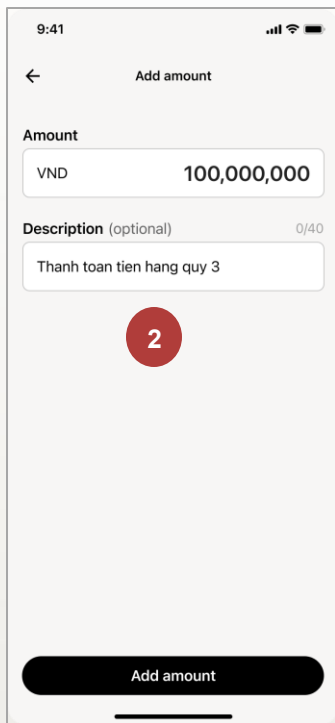 9:41
Add amount
Amount
VND 100,000,000
Description (optional) 0/40
Thanh toan tien hang quy 3
2
Add amount